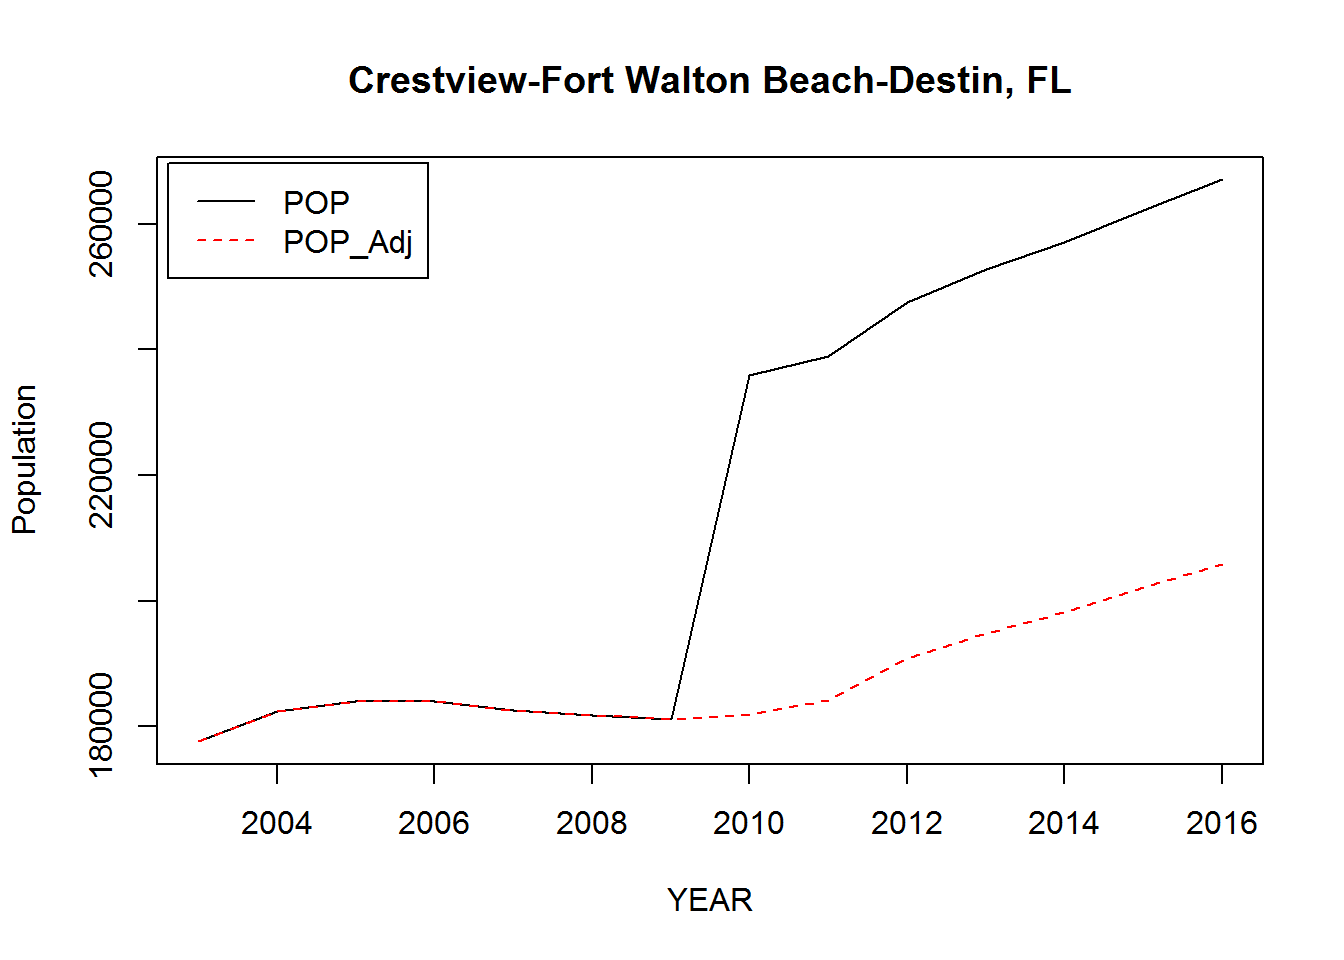 Crestview-Fort Walton Beach-Destin, FL
POP
POP_Adj
260000
220000
180000
Population
2004 2006 2008 2010 2012 2014 2016
YEAR